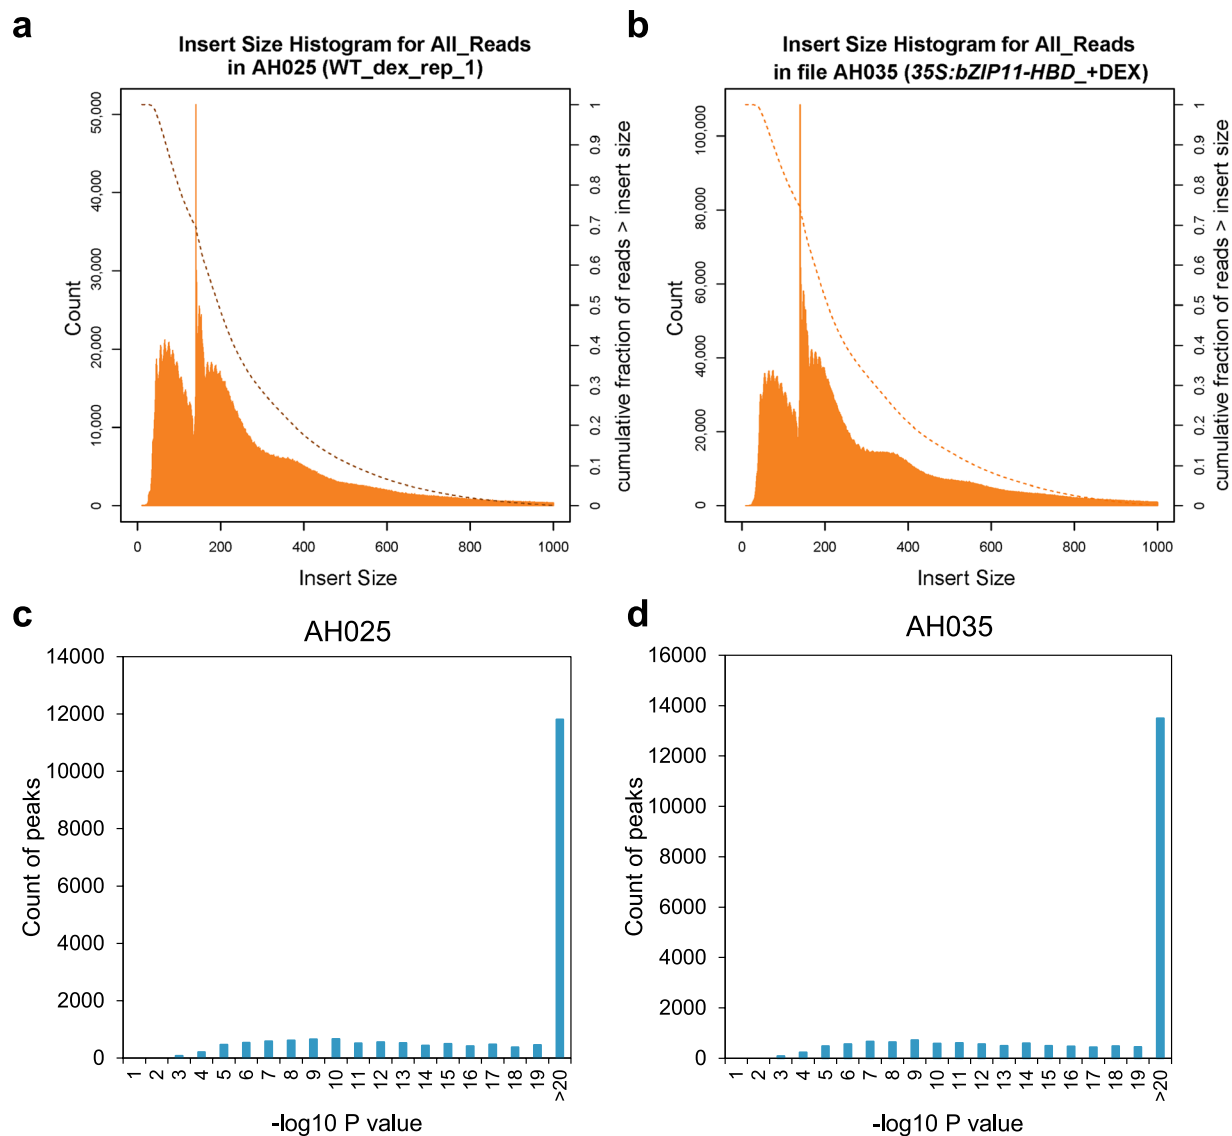 a
Insert Size Histogram for All_Reads
in AH025 (WT_dex_rep_1)
50,000
40,000
30,000
20,000
10,000
0
Count
1
0.9
0.8
0.7
0.6
0.5
0.4
0.3
0.2
0.1
0
cumulative fraction of reads > insert size
0 200 400 600 800 1000
Insert Size
b
Insert Size Histogram for All_Reads
in file AH035 (35S:bZIP11-HBD_+DEX)
100,000
80,000
60,000
40,000
20,000
0
Count
1
0.9
0.8
0.7
0.6
0.5
0.4
0.3
0.2
0.1
0
cumulative fraction of reads > insert size
0 200 400 600 800 1000
Insert Size
c
AH025
14000
12000
10000
8000
6000
4000
2000
0
Count of peaks
1 2 3 4 5 6 7 8 9 10 11 12 13 14 15 16 17 18 19 >20
-log10 P value
d
AH035
16000
14000
12000
10000
8000
6000
4000
2000
0
Count of peaks
1 2 3 4 5 6 7 8 9 10 11 12 13 14 15 16 17 18 19 >20
-log10 P value